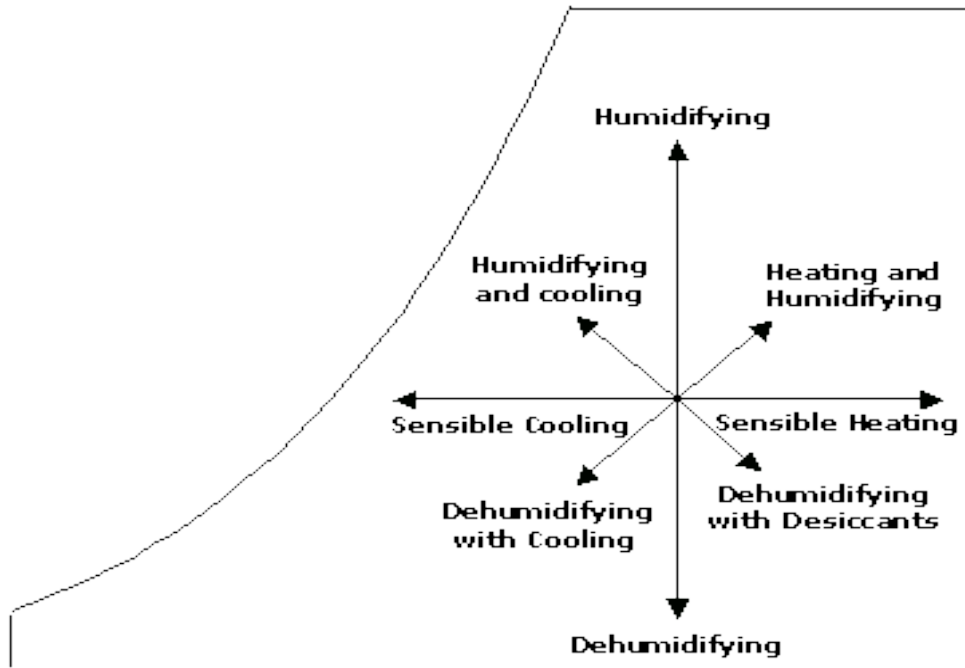 Humidifying
Humidifying
and cooling
Heating and
Humidifying
Sensible Cooling
Sensible Heating
Dehumidifying
with Cooling
Dehumidifying
with Desiccants
Dehumidifying